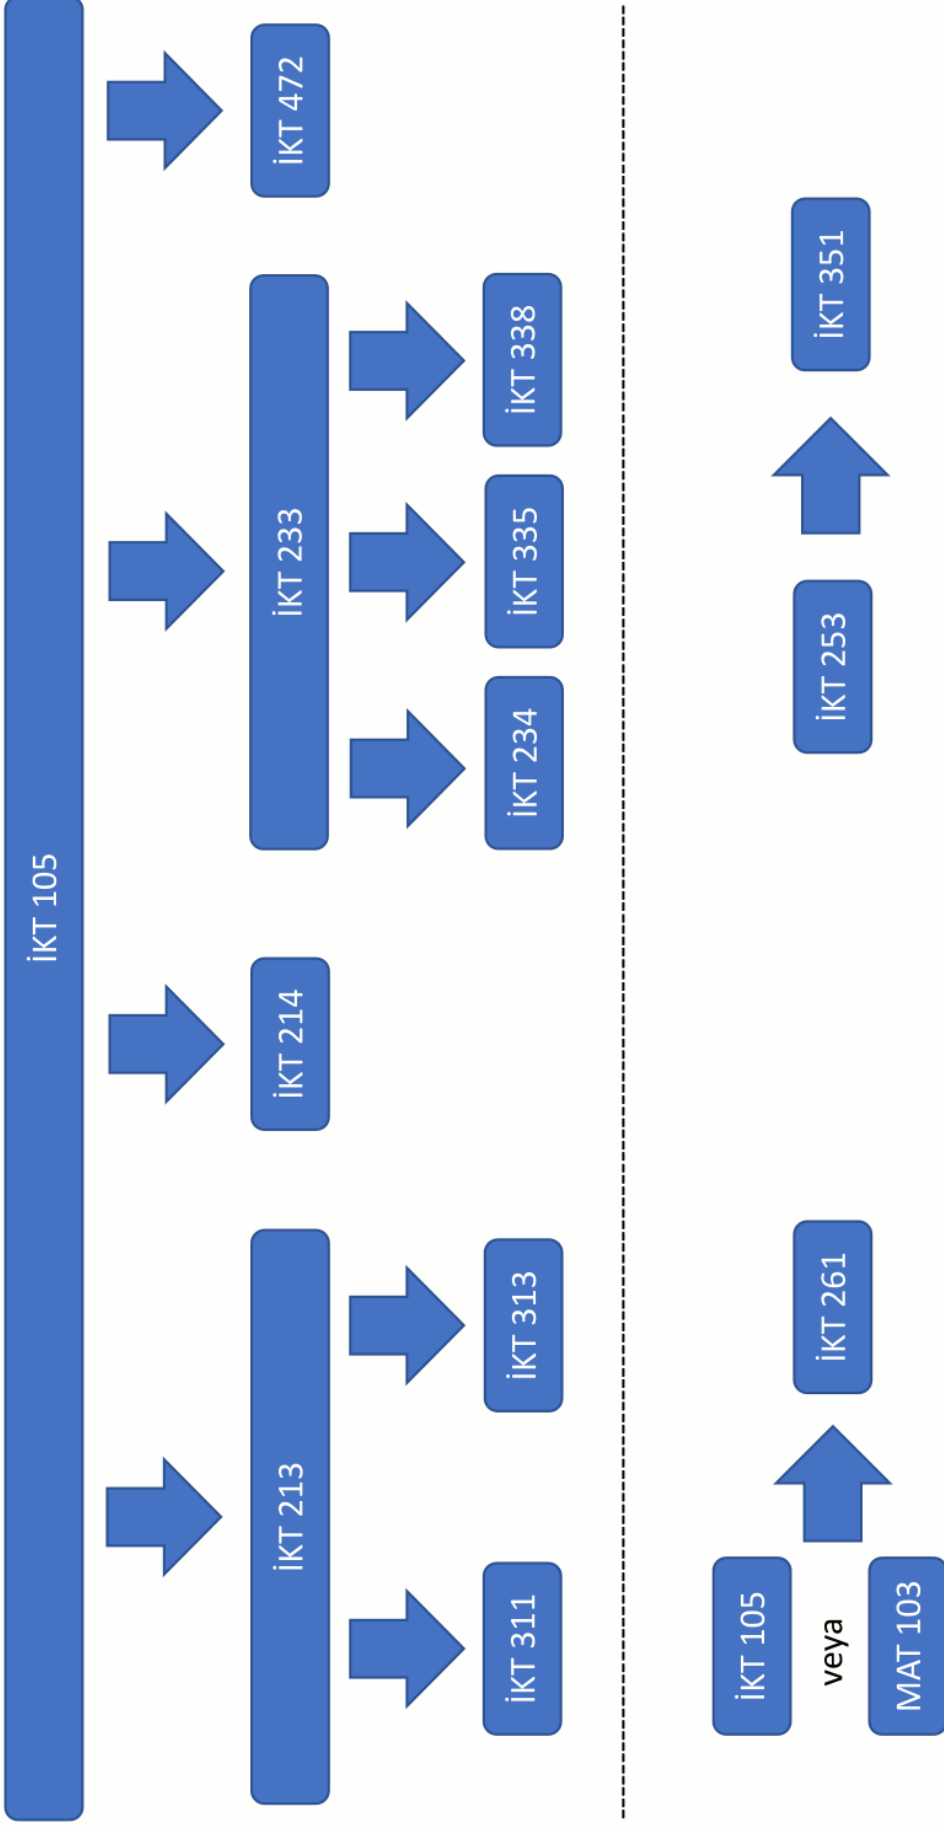 İKT 105
İKT 213
İKT 214
İKT 233
İKT 472
İKT 311
İKT 313
İKT 234
İKT 335
İKT 338
İKT 105
veya
MAT 103
İKT 261
İKT 253
İKT 351